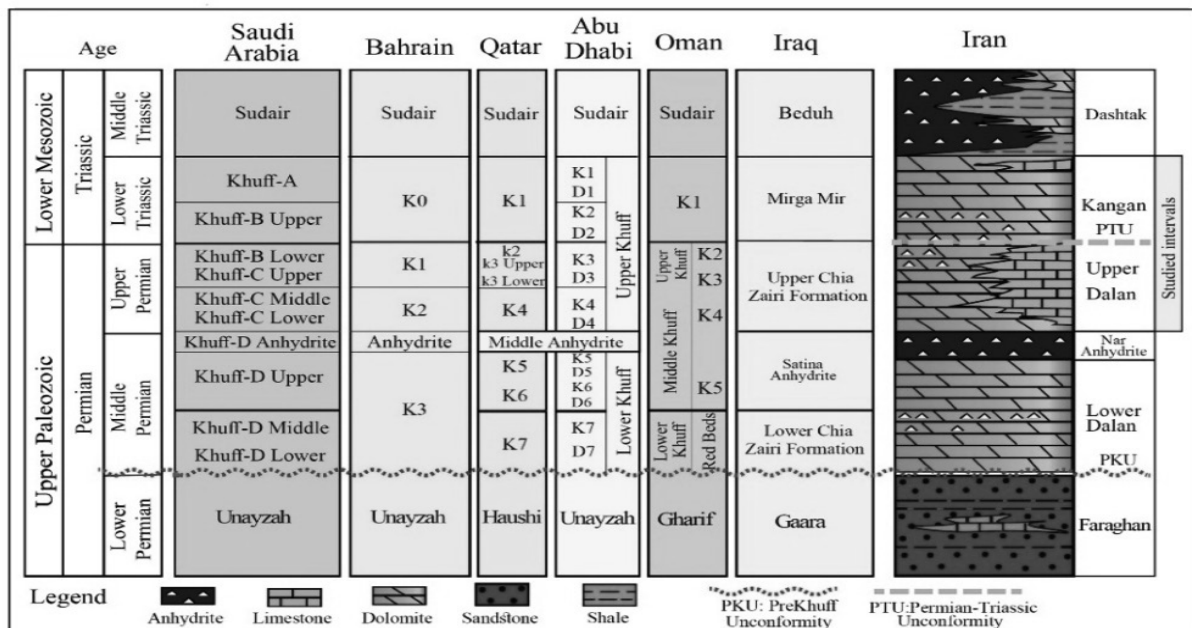 Age
Saudi
Arabia
Bahrain
Qatar
Abu
Dhabi
Oman
Iraq
Iran
Lower Mesozoic
Upper Paleozoic
Triassic
Permian
Middle
Triassic
Lower
Triassic
Upper
Permian
Middle
Permian
Lower
Permian
Sudair
Khuff-A
Khuff-B Upper
Khuff-B Lower
Khuff-C Upper
Khuff-C Middle
Khuff-C Lower
Khuff-D Anhydrite
Khuff-D Upper
Khuff-D Middle
Khuff-D Lower
Unayzah
Sudair
K0
K1
K2
Anhydrite
K3
Unayzah
Sudair
K1
k2
k3 Upper
k3 Lower
K4
Middle Anhydrite
K5
K6
K7
Haushi
Sudair
K1
D1
K2
D2
K3
D3
K4
D4
Upper Khuff
K5
D5
K6
D6
K7
D7
Lower Khuff
Unayzah
Sudair
K1
Upper
Khuff
K2
K3
Middle Khuff
K4
K5
Lower
Khuff
Red Beds
Gharif
Beduh
Mirga Mir
Upper Chia
Zairi Formation
Satina
Anhydrite
Lower Chia
Zairi Formation
Gaara
Dashtak
Kangan
PTU
Upper
Dalan
Nar
Anhydrite
Lower
Dalan
PKU
Faraghan
Studied intervals
Legend
Anhydrite
Limestone
Dolomite
Sandstone
Shale
PKU: PreKhuff
Unconformity
PTU:Permian-Triassic
Unconformity